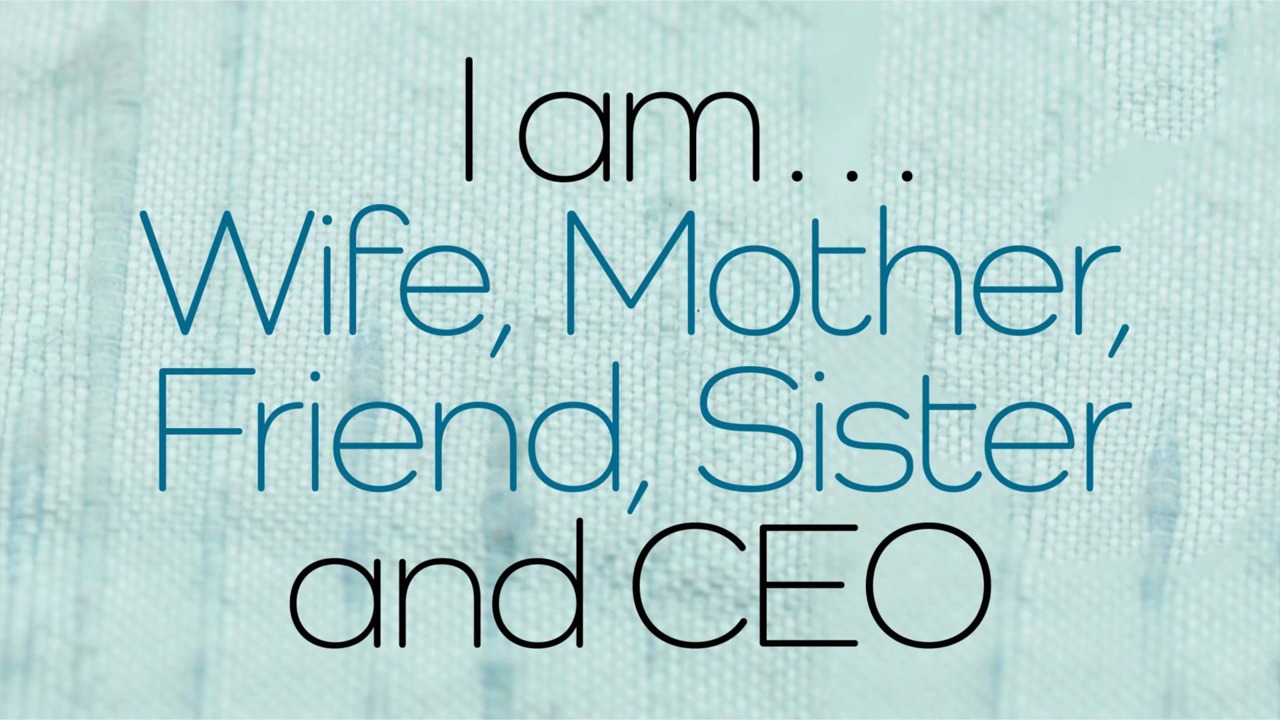 I am...
Wife, Mother,
Friend, Sister
and CEO